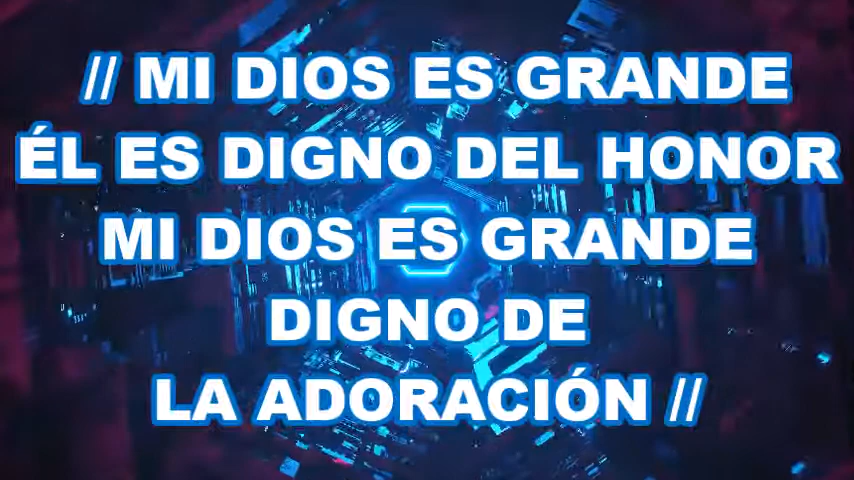 // MI DIOS ES GRANDE
ÉL ES DIGNO DEL HONOR
MI DIOS ES GRANDE
DIGNO DE
LA ADORACIÓN //